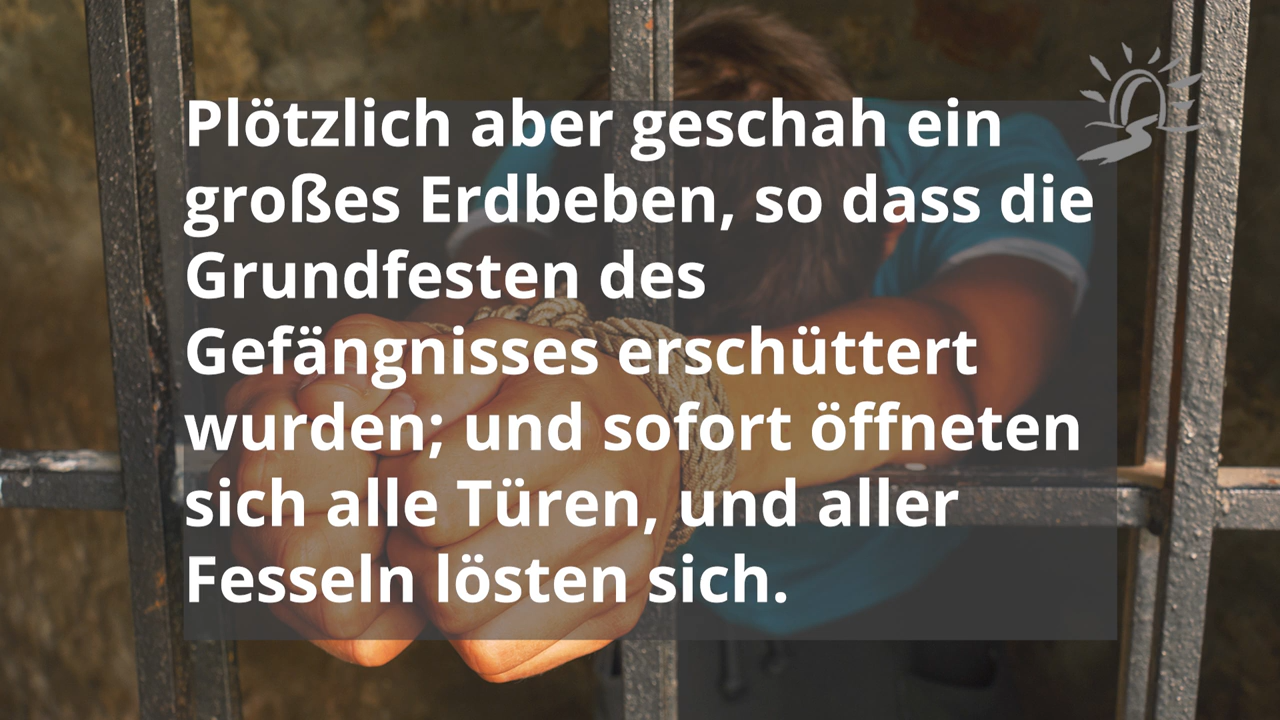 Plötzlich aber geschah ein
großes Erdbeben, so dass die
Grundfesten des
Gefängnisses erschüttert
wurden; und sofort öffneten
sich alle Türen, und aller
Fesseln lösten sich.